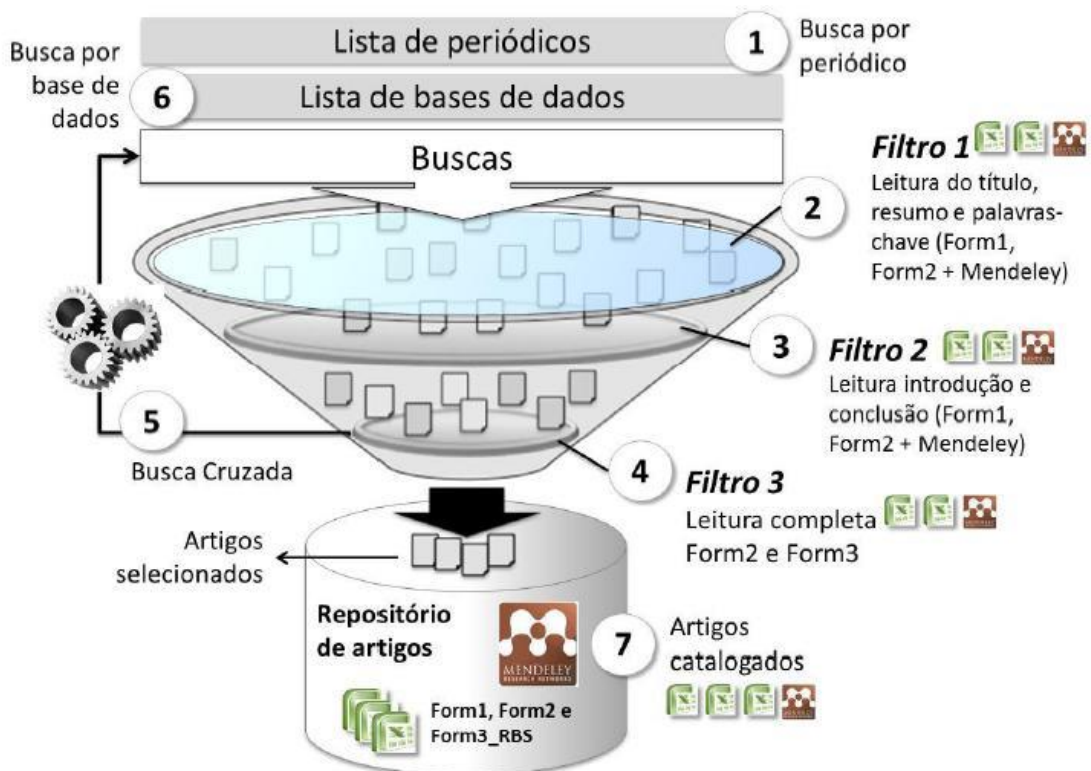 Lista de periódicos
1
Busca por
periódico
Busca por
base de
dados
6
Lista de bases de dados
Buscas
Filtro 1
Leitura do título,
resumo e palavras-
chave (Form1,
Form2 + Mendeley)
2
3
Filtro 2
Leitura introdução e
conclusão (Form1,
Form2 + Mendeley)
5
Busca Cruzada
4
Filtro 3
Leitura completa
Form2 e Form3
Artigos
selecionados
Repositório
de artigos
MENDELEY
7
Artigos
catalogados
Form1, Form2 e
Form3_RBS